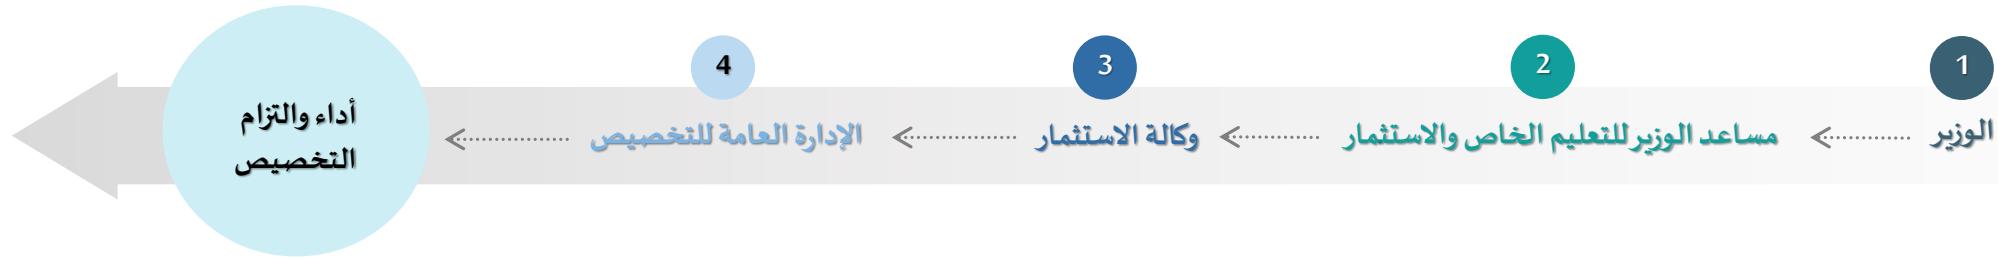 1
الوزير
2
مساعد الوزير للتعليم الخاص والاستثمار
3
وكالة الاستثمار
4
الإدارة العامة للتخصيص
أداء والتزام
التخصيص